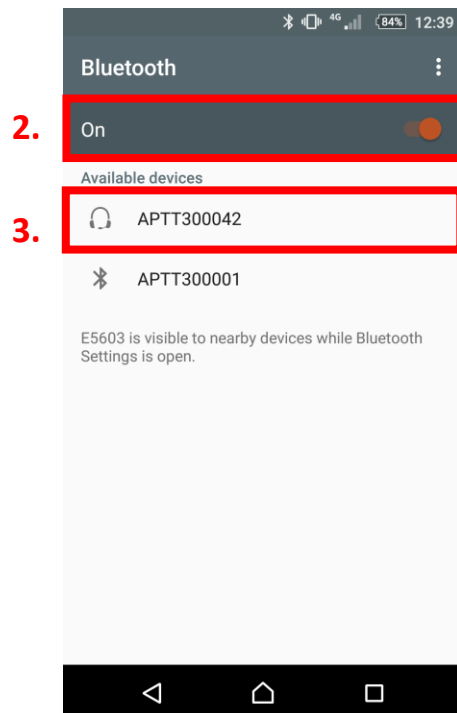 4G 84% 12:39
Bluetooth
2.
On
Available devices
3.
APTT300042
APTT300001
E5603 is visible to nearby devices while Bluetooth
Settings is open.